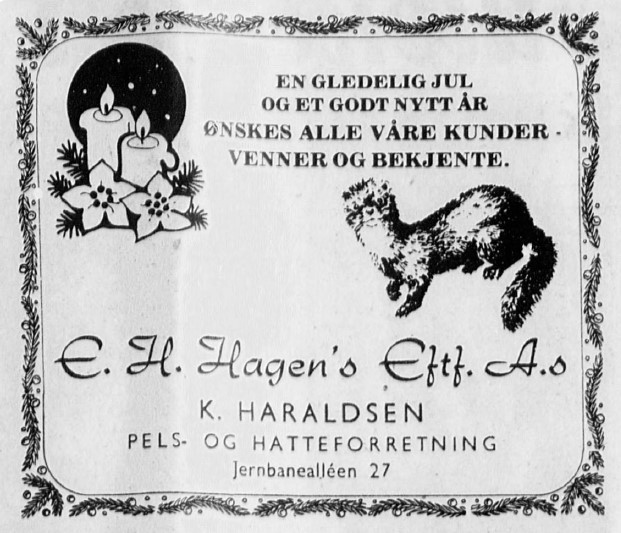 EN GLEDELIG JUL
OG ET GODT NYTT ÅR
ØNSKES ALLE VÅRE KUNDER -
VENNER OG BEKJENTE.
E. H. Hagen's Eftf. A.s
K. HARALDSEN
PELS- OG HATTEFORRETNING
Jernbanealléen 27